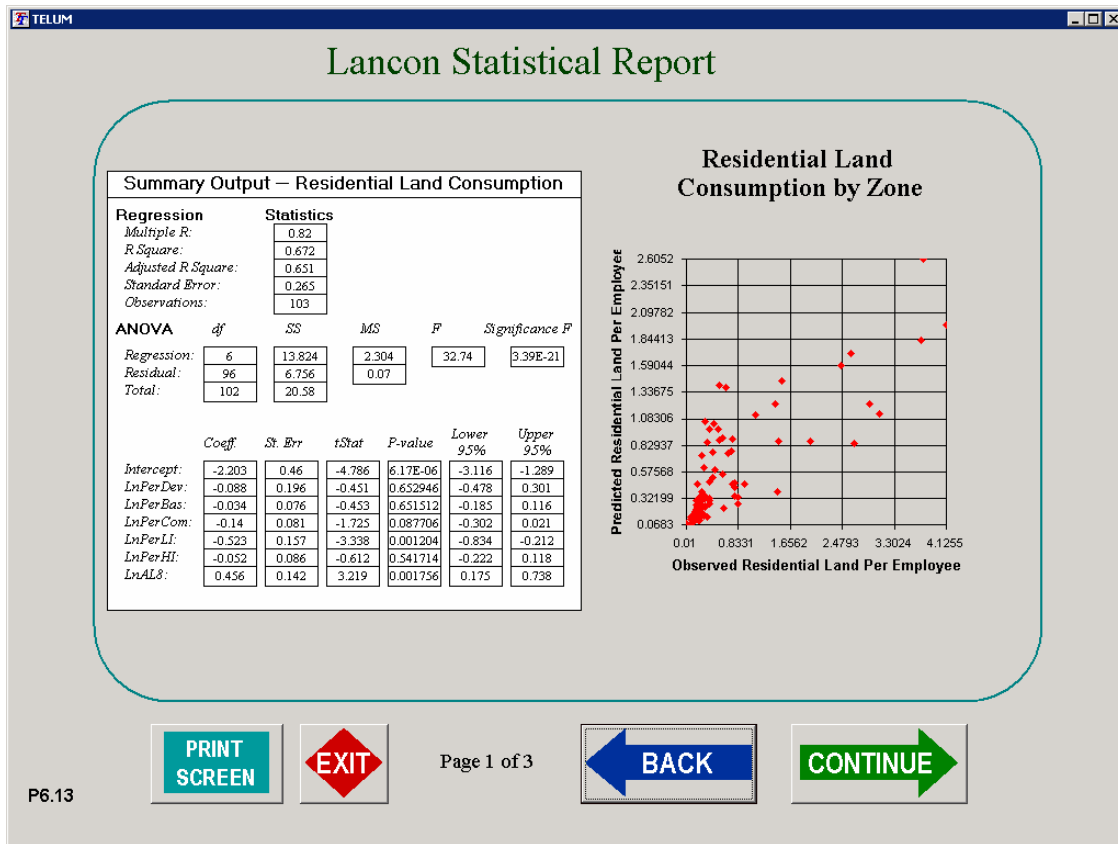 TELUM
Lancon Statistical Report
Summary Output — Residential Land Consumption
Regression Statistics
Multiple R: 0.82
R Square: 0.672
Adjusted R Square: 0.651
Standard Error: 0.265
Observations: 103
ANOVA df SS MS F Significance F
Regression: 6 13.824 2.304 32.74 3.39E-21
Residual: 96 6.756 0.07
Total: 102 20.58
Coeff. St. Err tStat P-value Lower 95% Upper 95%
Intercept: -2.203 0.46 -4.786 6.17E-06 -3.116 -1.289
LnPerDev: -0.088 0.196 -0.451 0.652946 -0.478 0.301
LnPerBas: -0.034 0.076 -0.453 0.651512 -0.185 0.116
LnPerCom: -0.14 0.081 -1.725 0.087706 -0.302 0.021
LnPerLI: -0.523 0.157 -3.338 0.001204 -0.834 -0.212
LnPerHI: -0.052 0.086 -0.612 0.541714 -0.222 0.118
LnAL8: 0.456 0.142 3.219 0.001756 0.175 0.738
Residential Land
Consumption by Zone
Predicted Residential Land Per Employee
2.6052
2.35151
2.09782
1.84413
1.59044
1.33675
1.08306
0.82937
0.57568
0.32199
0.0683
0.01 0.8331 1.6562 2.4793 3.3024 4.1255
Observed Residential Land Per Employee
PRINT
SCREEN
EXIT
Page 1 of 3
BACK
CONTINUE
P6.13